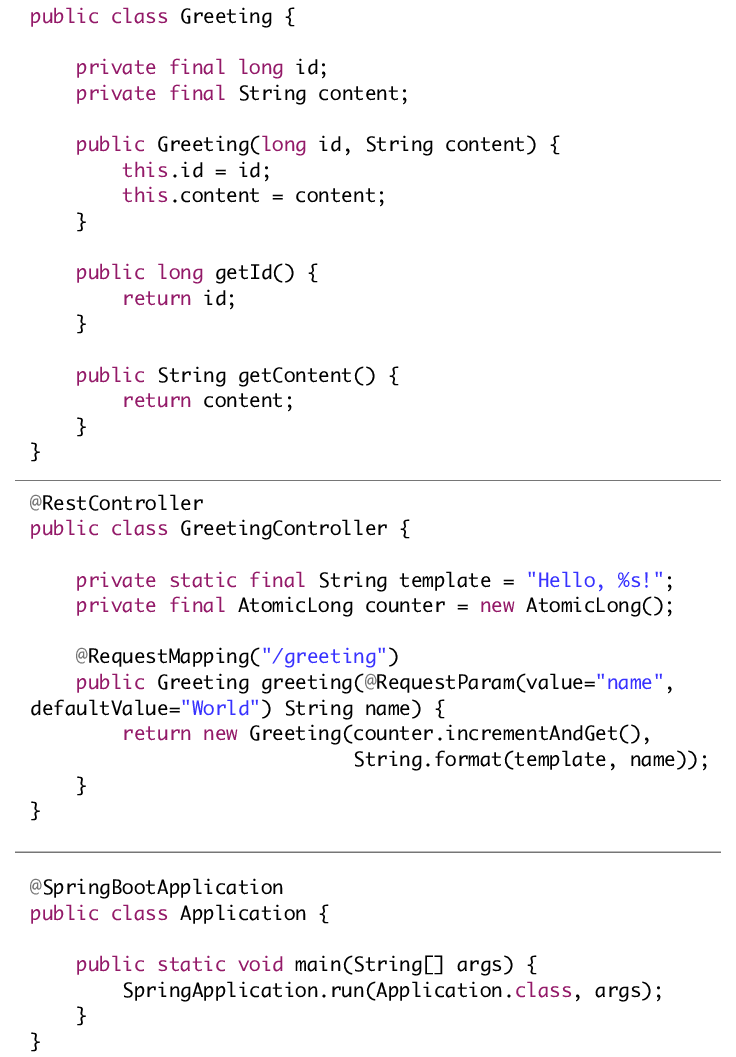 public class Greeting {
    private final long id;
    private final String content;
    public Greeting(long id, String content) {
        this.id = id;
        this.content = content;
    }
    public long getId() {
        return id;
    }
    public String getContent() {
        return content;
    }
}
@RestController
public class GreetingController {
    private static final String template = "Hello, %s!";
    private final AtomicLong counter = new AtomicLong();
    @RequestMapping("/greeting")
    public Greeting greeting(@RequestParam(value="name",
defaultValue="World") String name) {
        return new Greeting(counter.incrementAndGet(),
                            String.format(template, name));
    }
}
@SpringBootApplication
public class Application {
    public static void main(String[] args) {
        SpringApplication.run(Application.class, args);
    }
}